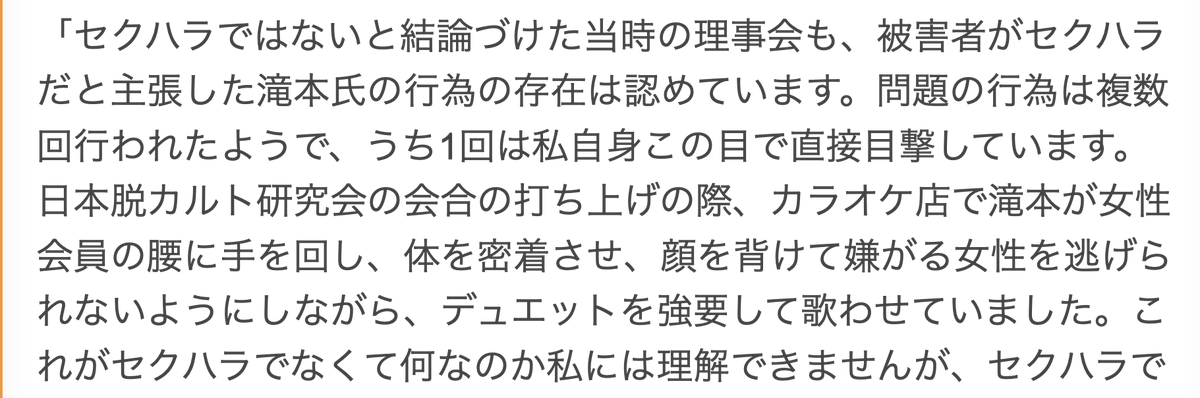 「セクハラではないと結論づけた当時の理事会も、被害者がセクハラ
だと主張した滝本氏の行為の存在は認めています。問題の行為は複数
回行われたようで、うち1回は私自身この目で直接目撃しています。
日本脱カルト研究会の会合の打ち上げの際、カラオケ店で滝本が女性
会員の腰に手を回し、体を密着させ、顔を背けて嫌がる女性を逃げら
れないようにしながら、デュエットを強要して歌わせていました。こ
れがセクハラでなくて何なのか私には理解できませんが、セクハラで